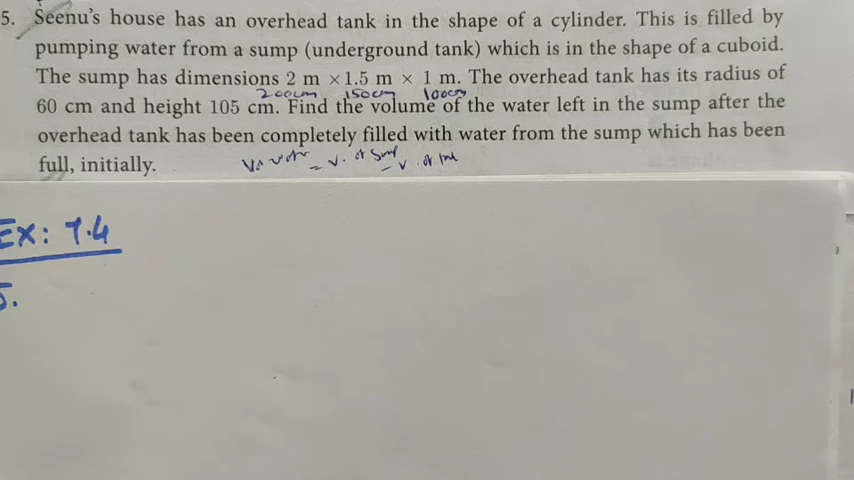 5. Seenu's house has an overhead tank in the shape of a cylinder. This is filled by
pumping water from a sump (underground tank) which is in the shape of a cuboid.
The sump has dimensions 2 m ×1.5 m × 1 m. The overhead tank has its radius of
200cm 150cm 100cm
60 cm and height 105 cm. Find the volume of the water left in the sump after the
overhead tank has been completely filled with water from the sump which has been
full, initially.
= V. of Sump
- V. of
EX: 7.4
5.